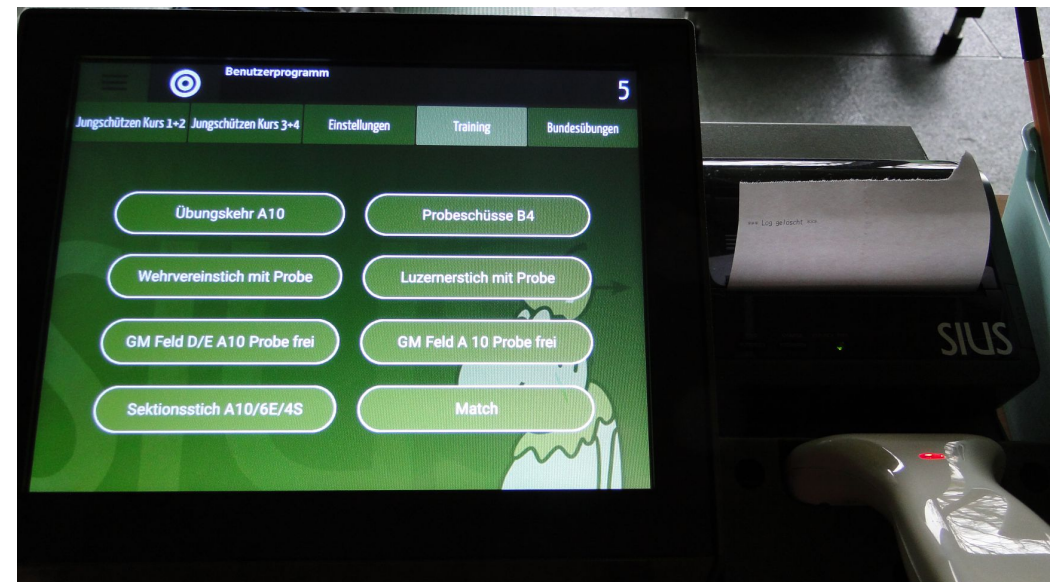 Benutzerprogramm
5
Jungschützen Kurs 1+2 Jungschützen Kurs 3+4 Einstellungen Training Bundesübungen
Übungskehr A10 Probeschüsse B4
Wehrvereinstich mit Probe Luzernerstich mit Probe
GM Feld D/E A10 Probe frei GM Feld A 10 Probe frei
Sektionsstich A10/6E/4S Match
*** Log gelöscht ***
SIUS